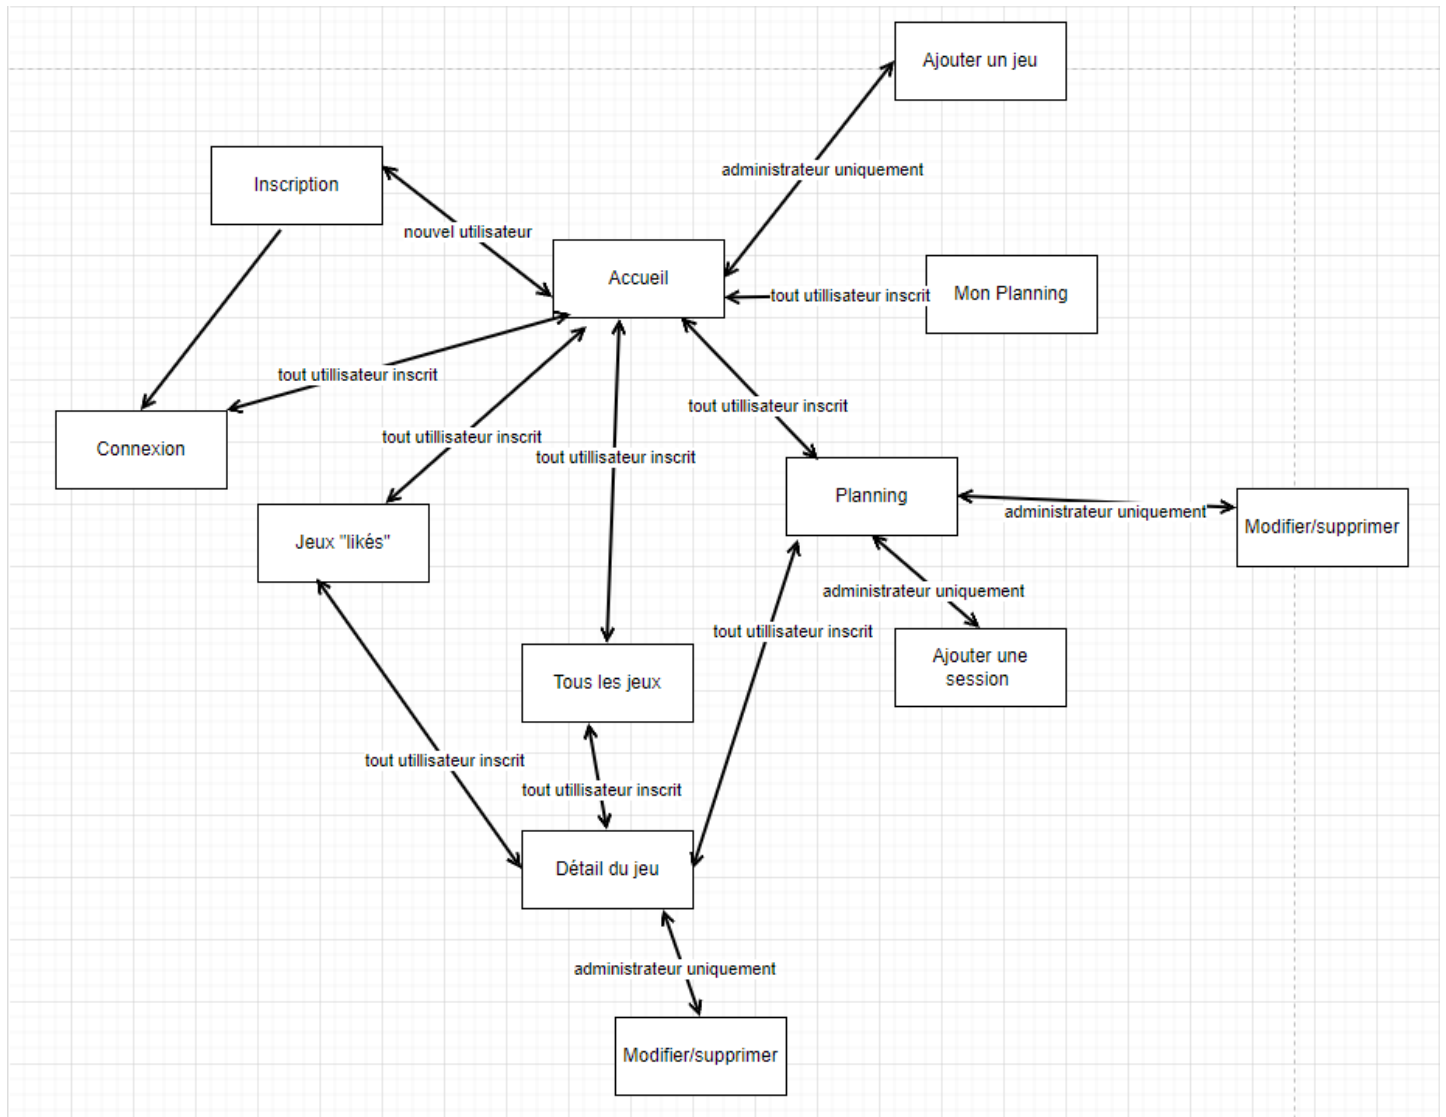 Ajouter un jeu
administrateur uniquement
Inscription
nouvel utilisateur
Accueil
tout utillisateur inscrit
Mon Planning
tout utillisateur inscrit
tout utillisateur inscrit
Connexion
tout utillisateur inscrit
tout utillisateur inscrit
Planning
administrateur uniquement
Modifier/supprimer
Jeux "likés"
administrateur uniquement
tout utillisateur inscrit
Ajouter une
session
Tous les jeux
tout utillisateur inscrit
tout utillisateur inscrit
Détail du jeu
administrateur uniquement
Modifier/supprimer